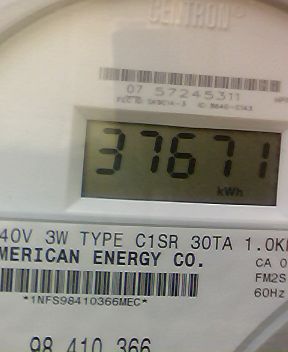 CENTRON®
07 57245311
37671
kWh
40V 3W TYPE C1SR 30TA 1.0K
MERICAN ENERGY CO.
CA 0
FM2S
60Hz
*1NFS98410366MEC*
98 410 366